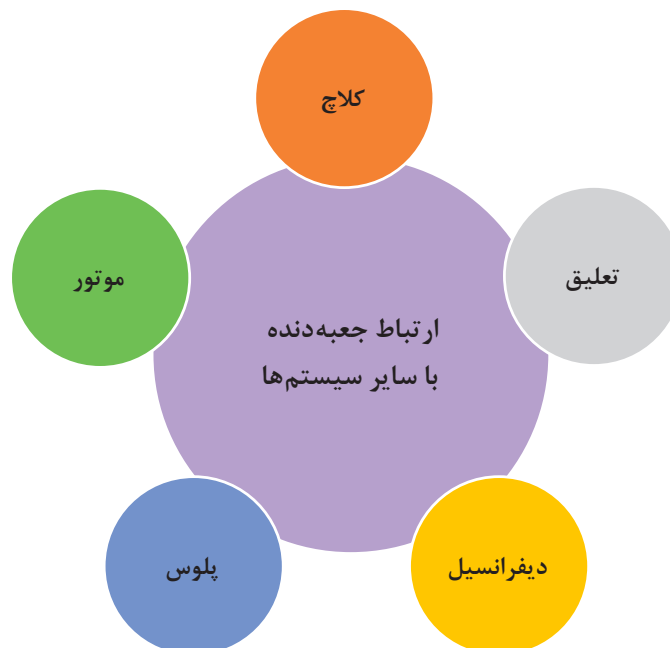 کلاچ
تعلیق
موتور
ارتباط جعبه‌دنده
با سایر سیستم‌ها
دیفرانسیل
پلوس